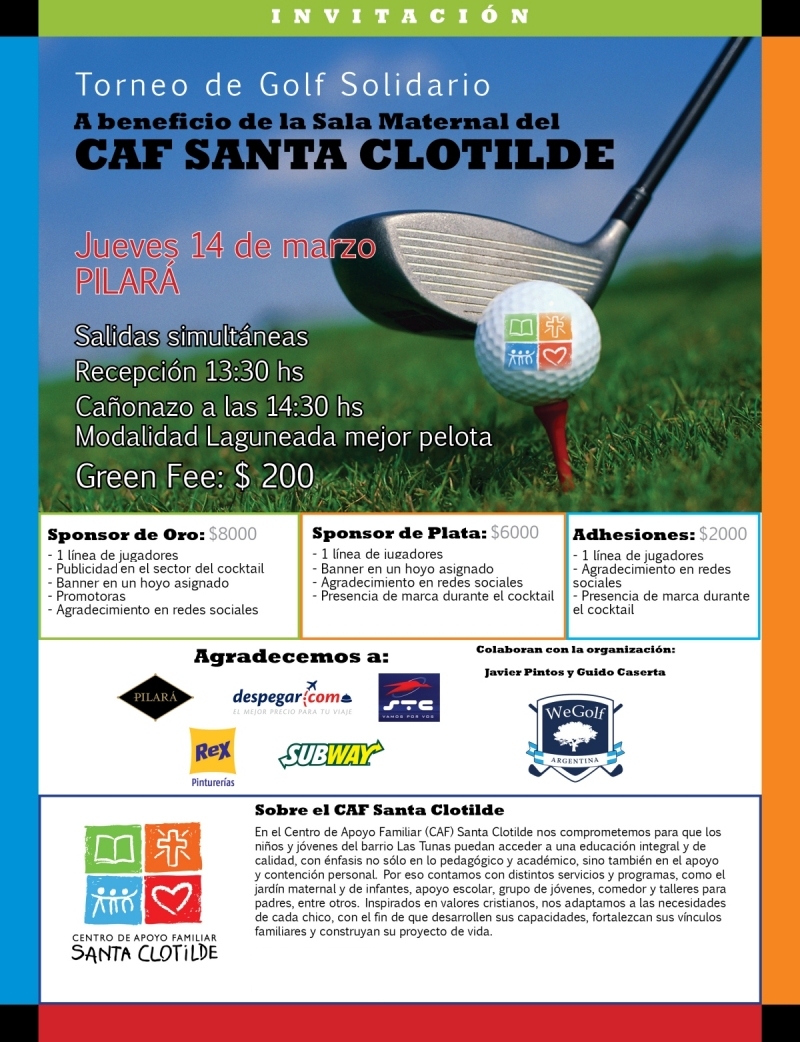 INVITACIÓN
Torneo de Golf Solidario
A beneficio de la Sala Maternal del
CAF SANTA CLOTILDE
Jueves 14 de marzo
PILARÁ
Salidas simultáneas
Recepción 13:30 hs
Cañonazo a las 14:30 hs
Modalidad Laguneada mejor pelota
Green Fee: $ 200
Sponsor de Oro: $8000
- 1 línea de jugadores
- Publicidad en el sector del cocktail
- Banner en un hoyo asignado
- Promotoras
- Agradecimiento en redes sociales
Sponsor de Plata: $6000
- 1 línea de jugadores
- Banner en un hoyo asignado
- Agradecimiento en redes sociales
- Presencia de marca durante el cocktail
Adhesiones: $2000
- 1 línea de jugadores
- Agradecimiento en redes
sociales
- Presencia de marca durante
el cocktail
Agradecemos a:
PILARÁ
despegar.com
EL MEJOR PRECIO PARA TU VIAJE
STC
VAMOS POR VOS
Rex
Pinturerías
SUBWAY
Colaboran con la organización:
Javier Pintos y Guido Caserta
WeGolf
ARGENTINA
Sobre el CAF Santa Clotilde
En el Centro de Apoyo Familiar (CAF) Santa Clotilde nos comprometemos para que los
niños y jóvenes del barrio Las Tunas puedan acceder a una educación integral y de
calidad, con énfasis no sólo en lo pedagógico y académico, sino también en el apoyo
y contención personal. Por eso contamos con distintos servicios y programas, como el
jardín maternal y de infantes, apoyo escolar, grupo de jóvenes, comedor y talleres para
padres, entre otros. Inspirados en valores cristianos, nos adaptamos a las necesidades
de cada chico, con el fin de que desarrollen sus capacidades, fortalezcan sus vínculos
familiares y construyan su proyecto de vida.
CENTRO DE APOYO FAMILIAR
SANTA CLOTILDE